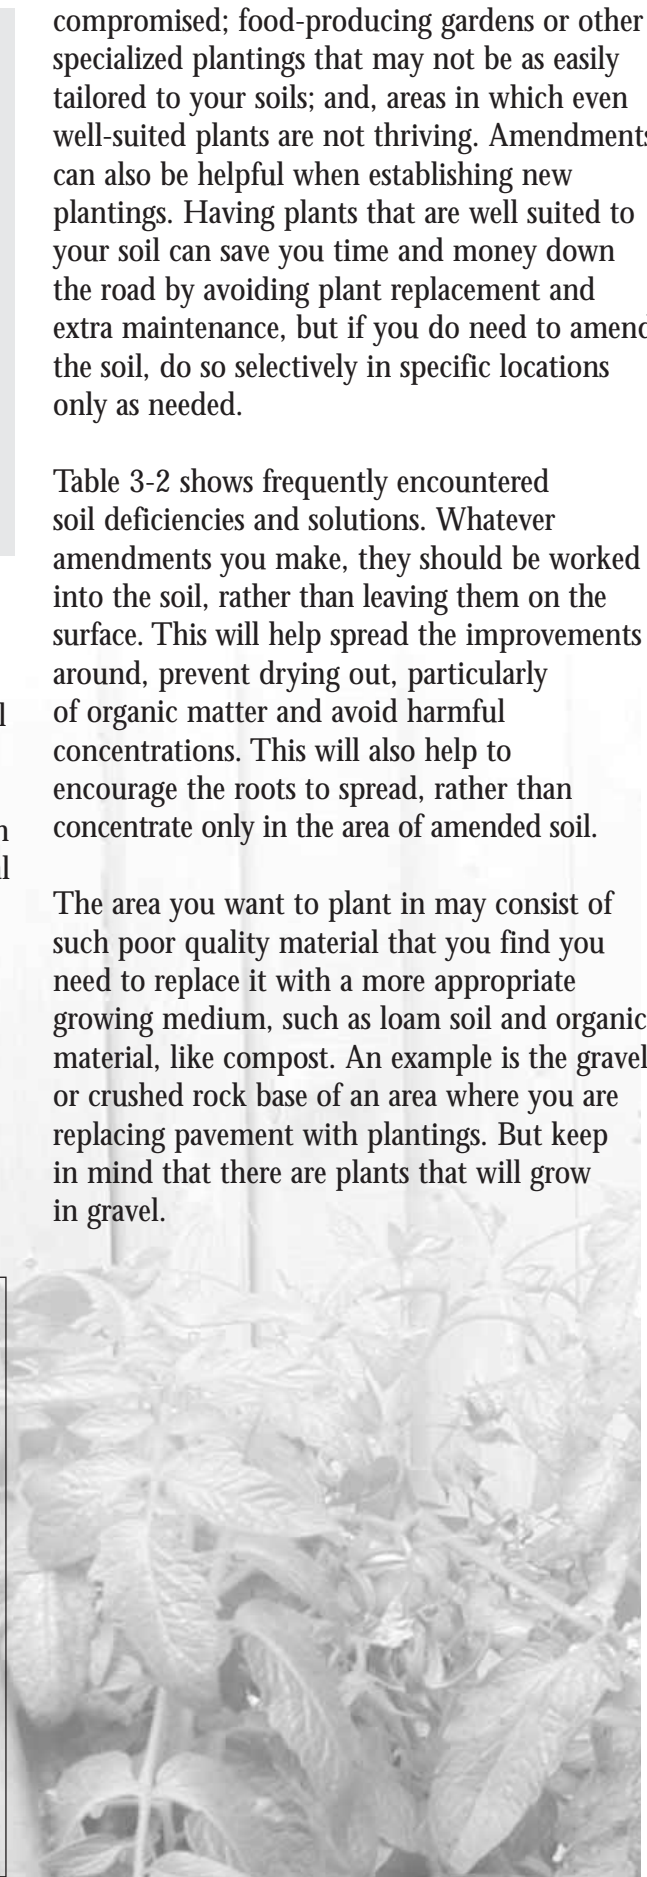 compromised; food-producing gardens or other
specialized plantings that may not be as easily
tailored to your soils; and, areas in which even
well-suited plants are not thriving. Amendments
can also be helpful when establishing new
plantings. Having plants that are well suited to
your soil can save you time and money down
the road by avoiding plant replacement and
extra maintenance, but if you do need to amend
the soil, do so selectively in specific locations
only as needed.
Table 3-2 shows frequently encountered
soil deficiencies and solutions. Whatever
amendments you make, they should be worked
into the soil, rather than leaving them on the
surface. This will help spread the improvements
around, prevent drying out, particularly
of organic matter and avoid harmful
concentrations. This will also help to
encourage the roots to spread, rather than
concentrate only in the area of amended soil.
The area you want to plant in may consist of
such poor quality material that you find you
need to replace it with a more appropriate
growing medium, such as loam soil and organic
material, like compost. An example is the gravel
or crushed rock base of an area where you are
replacing pavement with plantings. But keep
in mind that there are plants that will grow
in gravel.